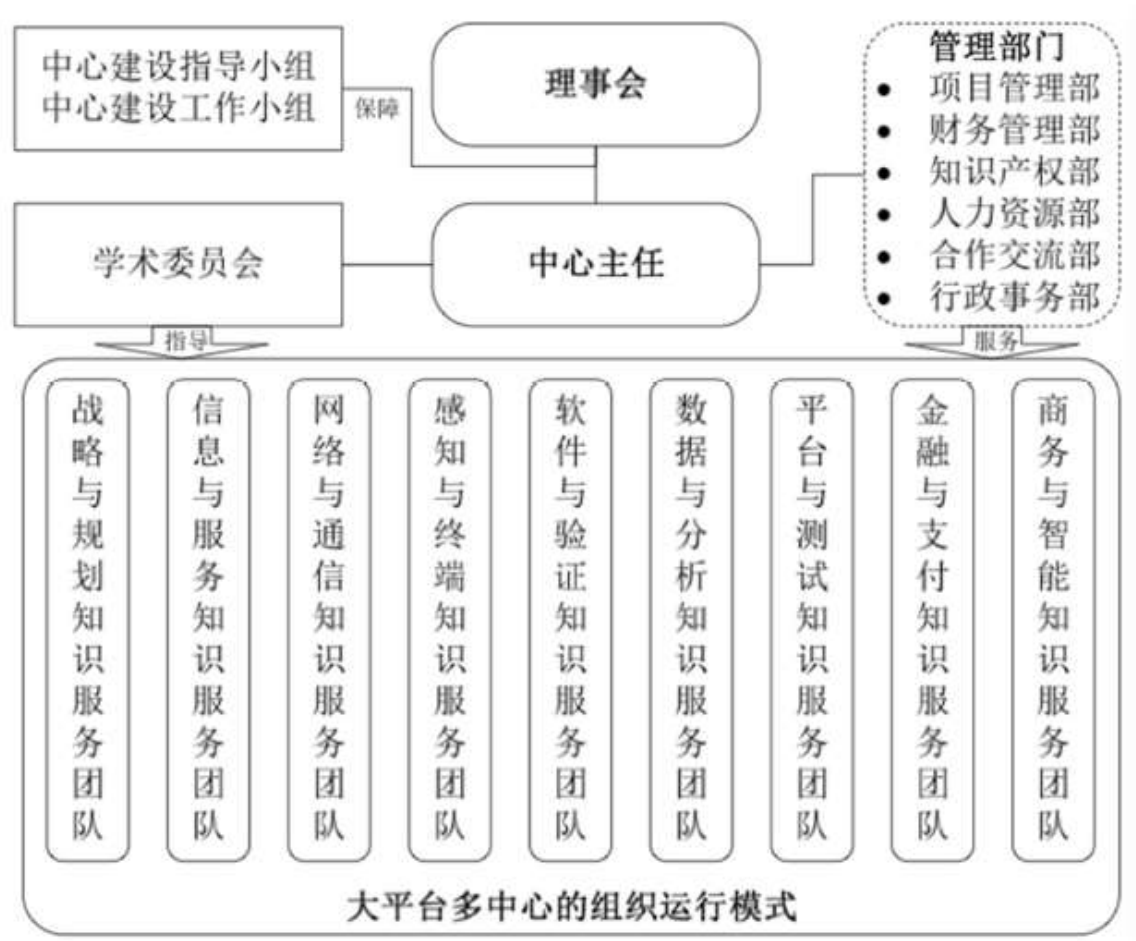 中心建设指导小组
中心建设工作小组
保障
理事会
管理部门
● 项目管理部
● 财务管理部
● 知识产权部
● 人力资源部
● 合作交流部
● 行政事务部
学术委员会
中心主任
指导
服务
战略与规划知识服务团队
信息与服务知识服务团队
网络与通信知识服务团队
感知与终端知识服务团队
软件与验证知识服务团队
数据与分析知识服务团队
平台与测试知识服务团队
金融与支付知识服务团队
商务与智能知识服务团队
大平台多中心的组织运行模式